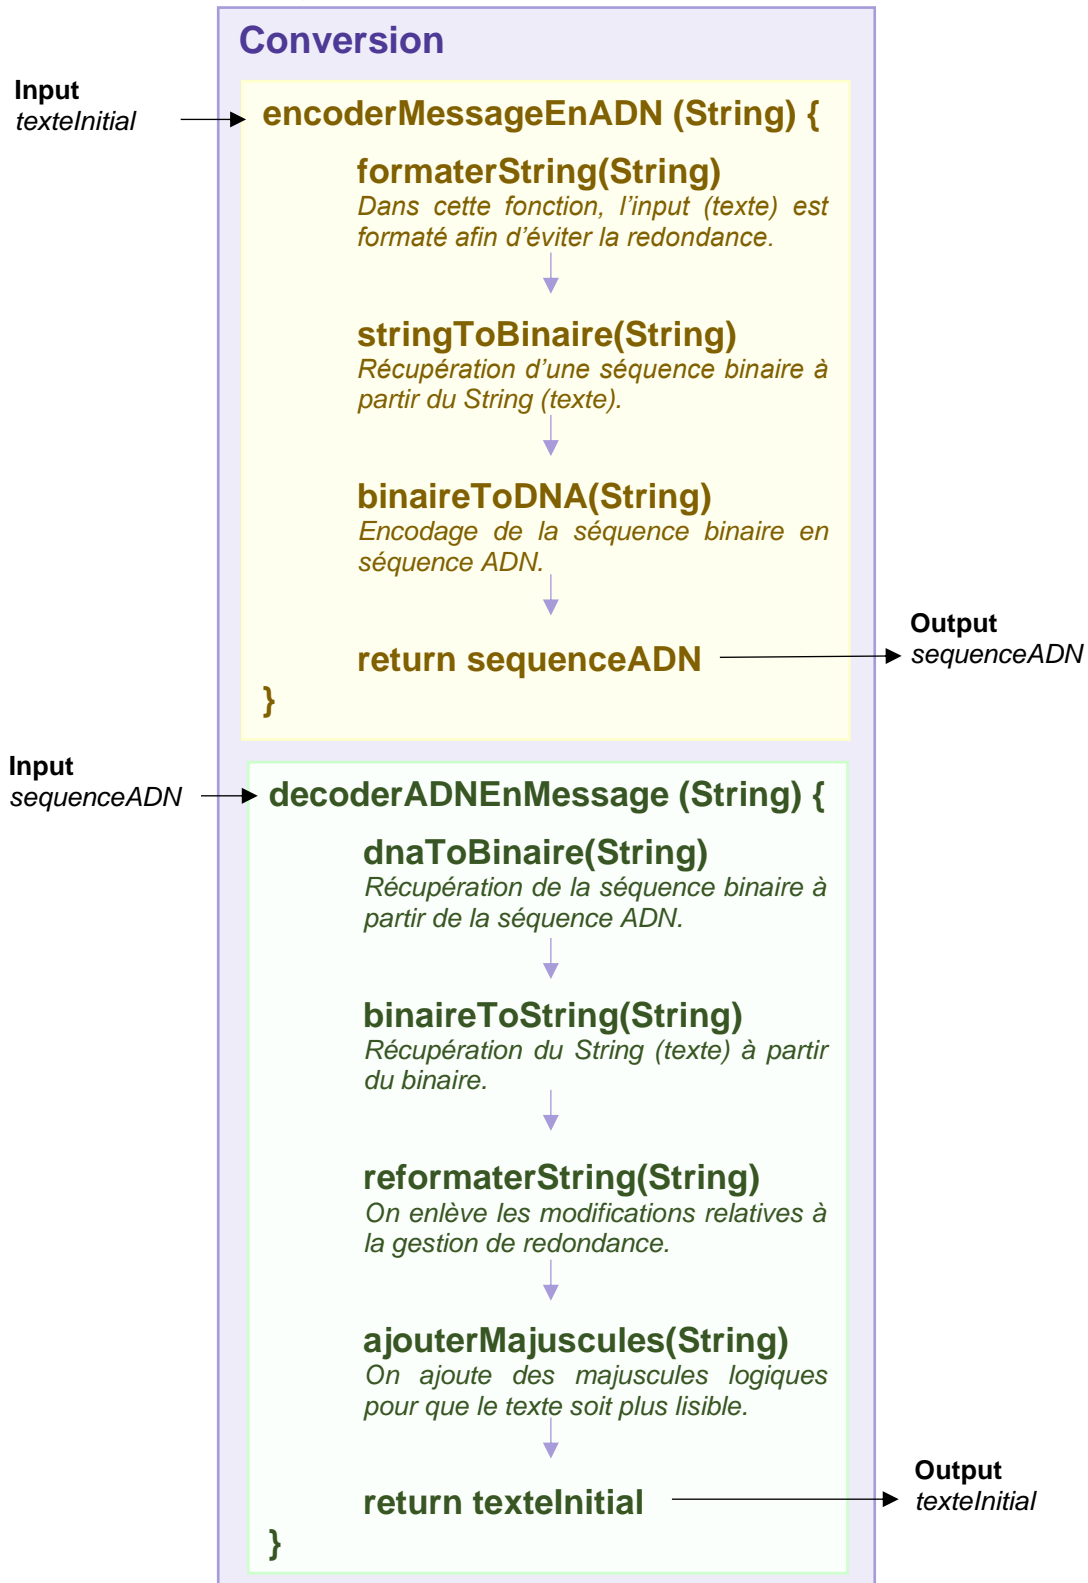 Conversion
Input
texteInitial
encoderMessageEnADN (String) {
formaterString(String)
Dans cette fonction, l’input (texte) est
formaté afin d’éviter la redondance.
stringToBinaire(String)
Récupération d’une séquence binaire à
partir du String (texte).
binaireToDNA(String)
Encodage de la séquence binaire en
séquence ADN.
return sequenceADN
Output
sequenceADN
}
Input
sequenceADN
decoderADNEnMessage (String) {
dnaToBinaire(String)
Récupération de la séquence binaire à
partir de la séquence ADN.
binaireToString(String)
Récupération du String (texte) à partir
du binaire.
reformaterString(String)
On enlève les modifications relatives à
la gestion de redondance.
ajouterMajuscules(String)
On ajoute des majuscules logiques
pour que le texte soit plus lisible.
return texteInitial
Output
texteInitial
}